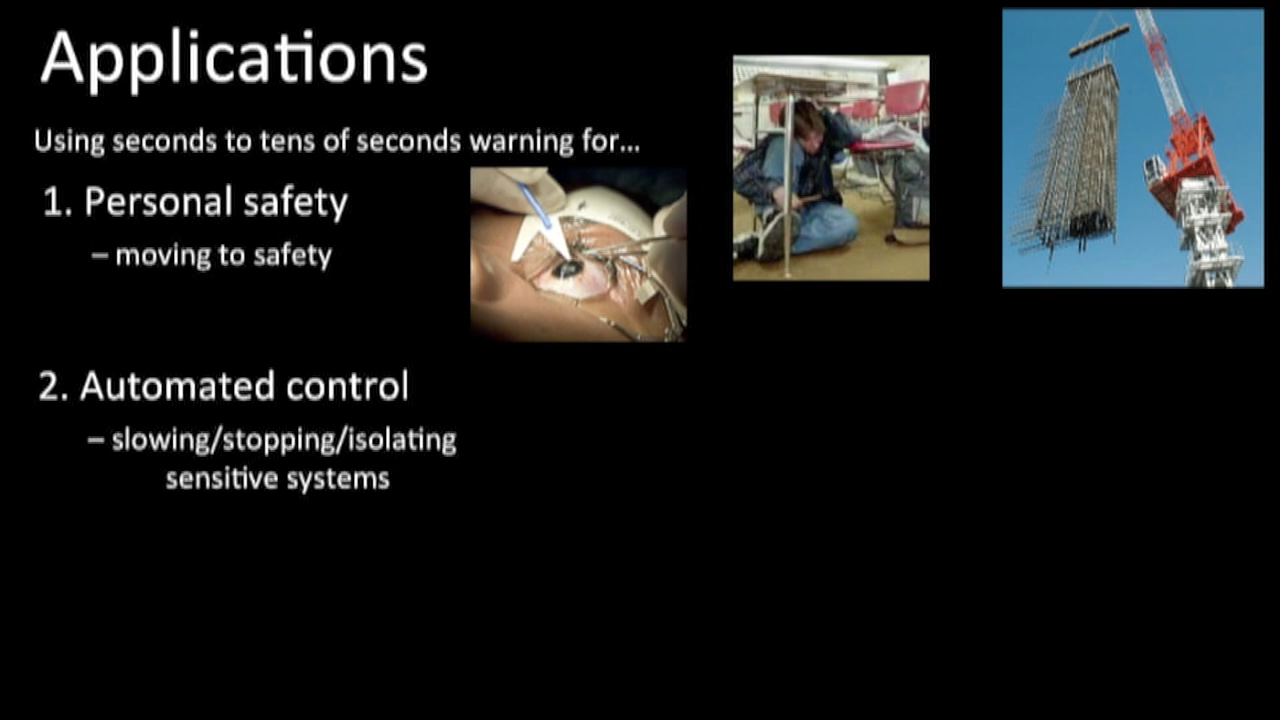 Applications
Using seconds to tens of seconds warning for...
1. Personal safety
– moving to safety
2. Automated control
– slowing/stopping/isolating
sensitive systems